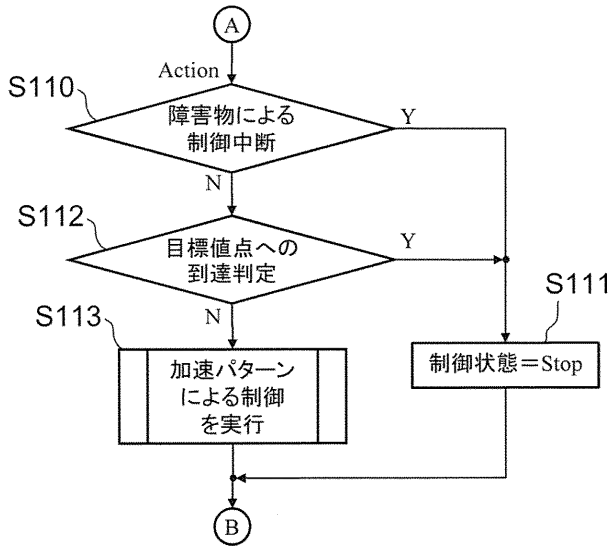 A
Action
S110
障害物による
制御中断
Y
N
S112
目標値点への
到達判定
Y
N
S111
制御状態=Stop
S113
加速パターン
による制御
を実行
B